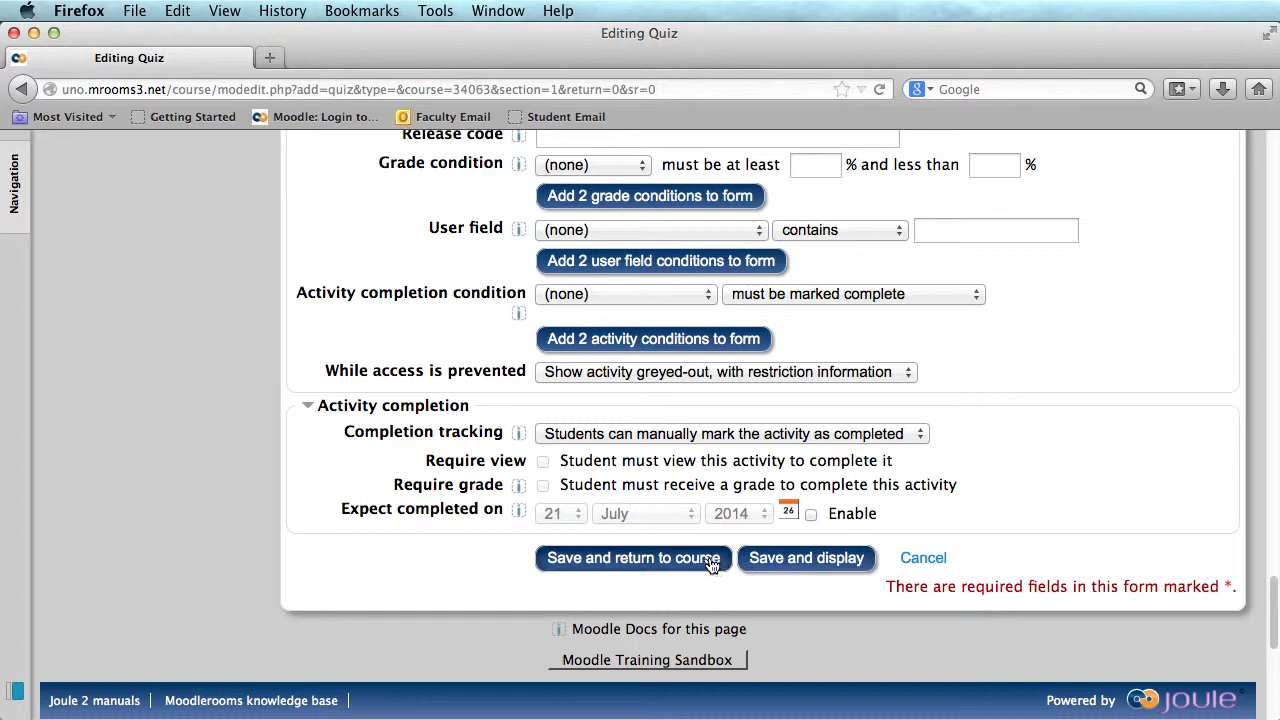 Firefox File Edit View History Bookmarks Tools Window Help
Editing Quiz
Editing Quiz
uno.mrooms3.net/course/modedit.php?add=quiz&type=&course=34063&section=1&return=0&sr=0
Google
Most Visited Getting Started Moodle: Login to... Faculty Email Student Email
Navigation
Release code
Grade condition (none) must be at least % and less than %
Add 2 grade conditions to form
User field (none) contains
Add 2 user field conditions to form
Activity completion condition (none) must be marked complete
Add 2 activity conditions to form
While access is prevented Show activity greyed-out, with restriction information
Activity completion
Completion tracking Students can manually mark the activity as completed
Require view Student must view this activity to complete it
Require grade Student must receive a grade to complete this activity
Expect completed on 21 July 2014 26 Enable
Save and return to course Save and display Cancel
There are required fields in this form marked *.
Moodle Docs for this page
Moodle Training Sandbox
Joule 2 manuals Moodlerooms knowledge base Powered by joule